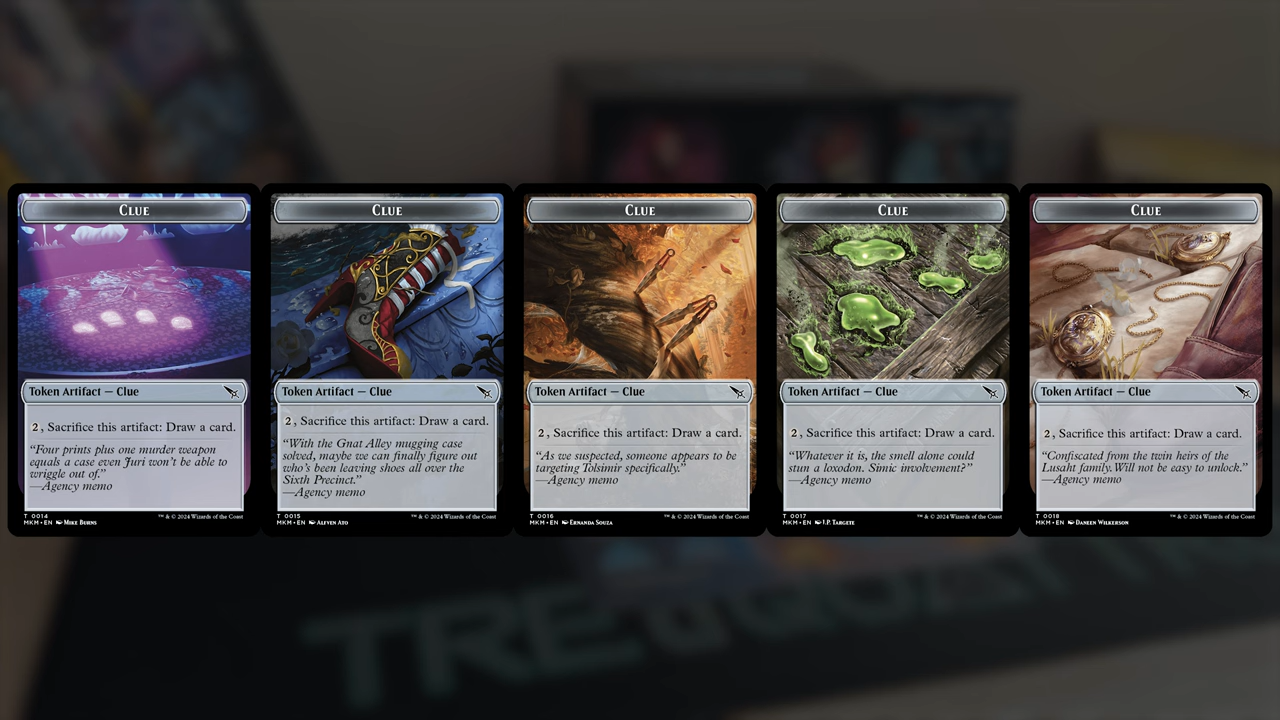 CLUE
Token Artifact — Clue
2, Sacrifice this artifact: Draw a card.
“Four prints plus one murder weapon
equals a case even Juri won’t be able to
wriggle out of.”
—Agency memo
T 0014
MKM • EN Mike Burns
™ & © 2024 Wizards of the Coast
CLUE
Token Artifact — Clue
2, Sacrifice this artifact: Draw a card.
“With the Gnat Alley mugging case
solved, maybe we can finally figure out
who’s been leaving shoes all over the
Sixth Precinct.”
—Agency memo
T 0015
MKM • EN Aleven Ato
™ & © 2024 Wizards of the Coast
CLUE
Token Artifact — Clue
2, Sacrifice this artifact: Draw a card.
“As we suspected, someone appears to be
targeting Tolsimir specifically.”
—Agency memo
T 0016
MKM • EN Ernanda Souza
™ & © 2024 Wizards of the Coast
CLUE
Token Artifact — Clue
2, Sacrifice this artifact: Draw a card.
“Whatever it is, the smell alone could
stun a loxodon. Simic involvement?”
—Agency memo
T 0017
MKM • EN J.P. Targete
™ & © 2024 Wizards of the Coast
CLUE
Token Artifact — Clue
2, Sacrifice this artifact: Draw a card.
“Confiscated from the twin heirs of the
Lusaht family. Will not be easy to unlock.”
—Agency memo
T 0018
MKM • EN Daneen Wilkerson
™ & © 2024 Wizards of the Coast